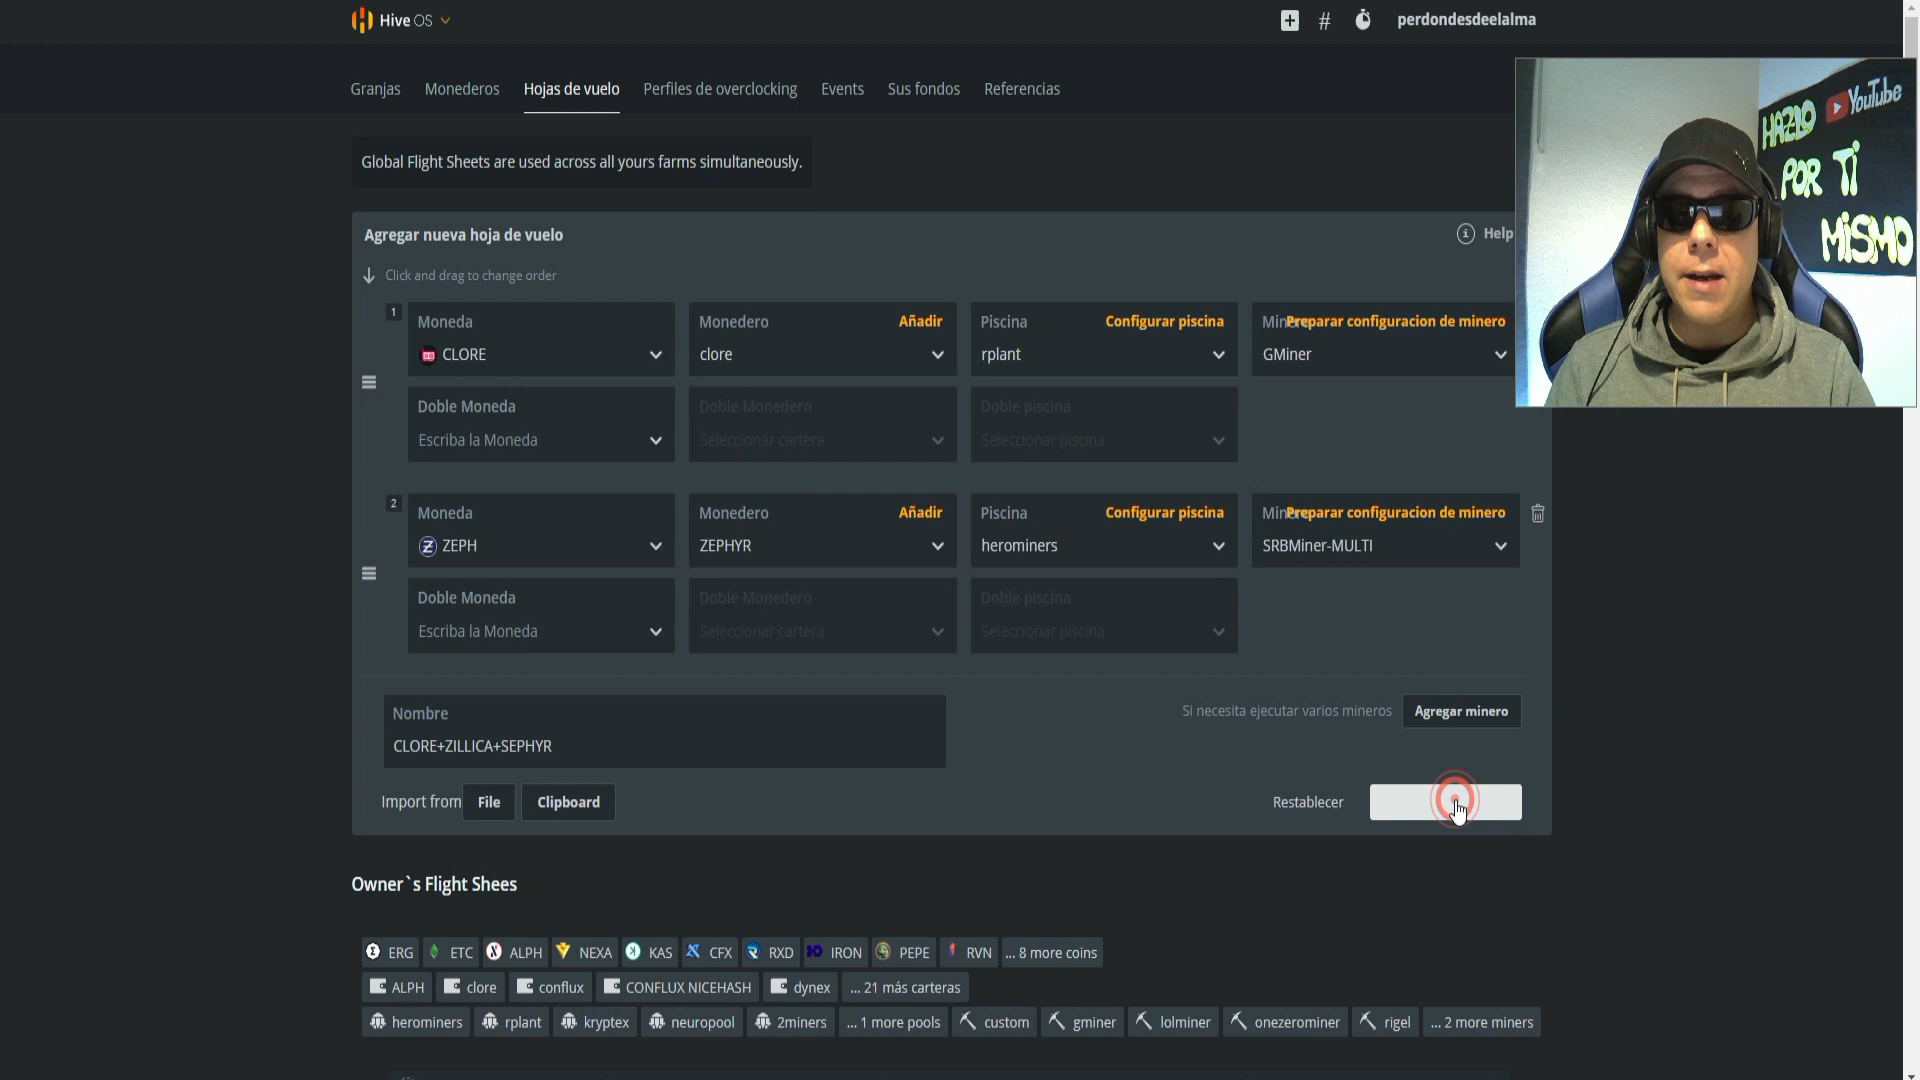 Hive OS
perdondesdeelalma
Granjas Monederos Hojas de vuelo Perfiles de overclocking Events Sus fondos Referencias
Global Flight Sheets are used across all yours farms simultaneously.
HAZLO YouTube
POR Ti
MiSMO
Agregar nueva hoja de vuelo
Help
Click and drag to change order
1
Moneda Monedero Añadir Piscina Configurar piscina Preparar configuracion de minero
CLORE clore rplant GMiner
Doble Moneda Doble Monedero Doble piscina
Escriba la Moneda Seleccionar cartera Seleccionar piscina
2
Moneda Monedero Añadir Piscina Configurar piscina Preparar configuracion de minero
ZEPH ZEPHYR herominers SRBMiner-MULTI
Doble Moneda Doble Monedero Doble piscina
Escriba la Moneda Seleccionar cartera Seleccionar piscina
Nombre
CLORE+ZILLICA+SEPHYR
Si necesita ejecutar varios mineros Agregar minero
Import from File Clipboard Restablecer
Owner`s Flight Shees
ERG ETC ALPH NEXA KAS CFX RXD IRON PEPE RVN ... 8 more coins
ALPH clore conflux CONFLUX NICEHASH dynex ... 21 más carteras
herominers rplant kryptex neuropool 2miners ... 1 more pools custom gminer lolminer onezerominer rigel ... 2 more miners